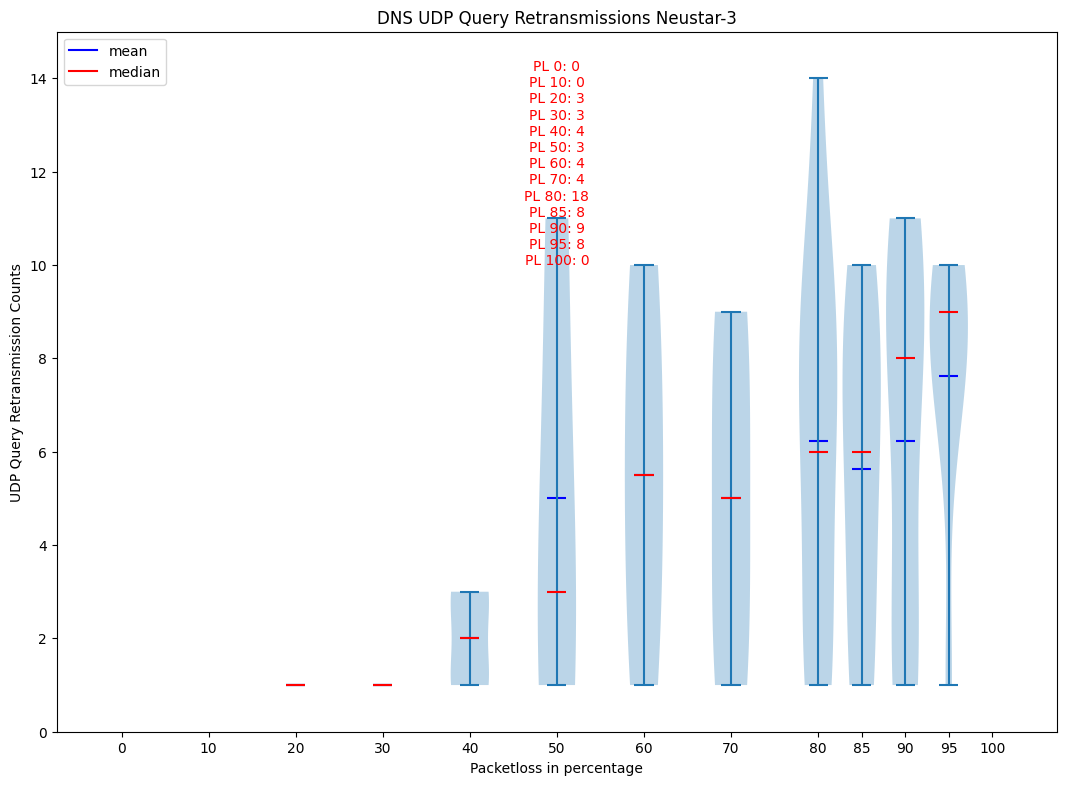 DNS UDP Query Retransmissions Neustar-3
mean
median
PL 0: 0
PL 10: 0
PL 20: 3
PL 30: 3
PL 40: 4
PL 50: 3
PL 60: 4
PL 70: 4
PL 80: 18
PL 85: 8
PL 90: 9
PL 95: 8
PL 100: 0
UDP Query Retransmission Counts
14
12
10
8
6
4
2
0
0 10 20 30 40 50 60 70 80 85 90 95 100
Packetloss in percentage